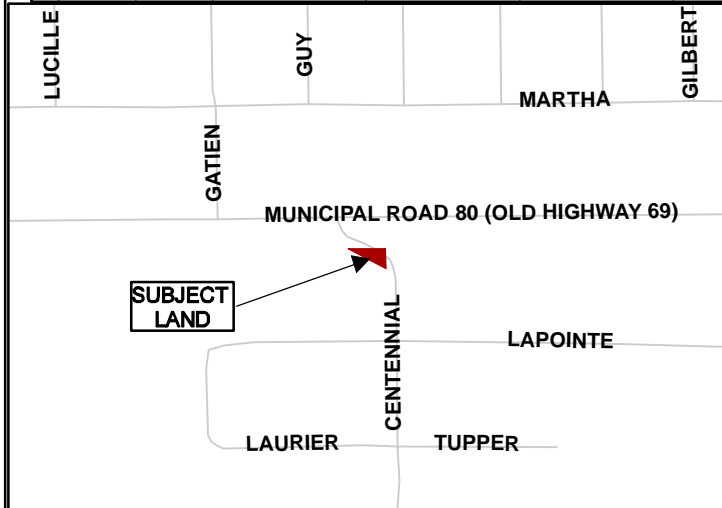 LUCILLE
GUY
GILBERT
MARTHA
GATIEN
MUNICIPAL ROAD 80 (OLD HIGHWAY 69)
SUBJECT
LAND
CENTENNIAL
LAPOINTE
LAURIER
TUPPER